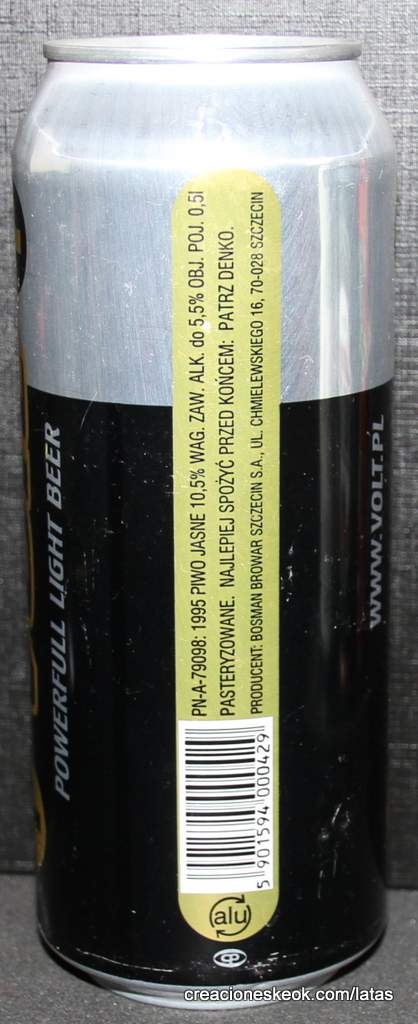 POWERFULL LIGHT BEER
PN-A-79098: 1995 PIWO JASNE 10,5% WAG. ZAW. ALK. do 5,5% OBJ. POJ. 0,5l
PASTERYZOWANE. NAJLEPIEJ SPOŻYĆ PRZED KOŃCEM: PATRZ DENKO.
PRODUCENT: BOSMAN BROWAR SZCZECIN S.A., UL. CHMIELEWSKIEGO 16, 70-028 SZCZECIN
5 901594 000429
alu
WWW.VOLT.PL
creacioneskeok.com/latas